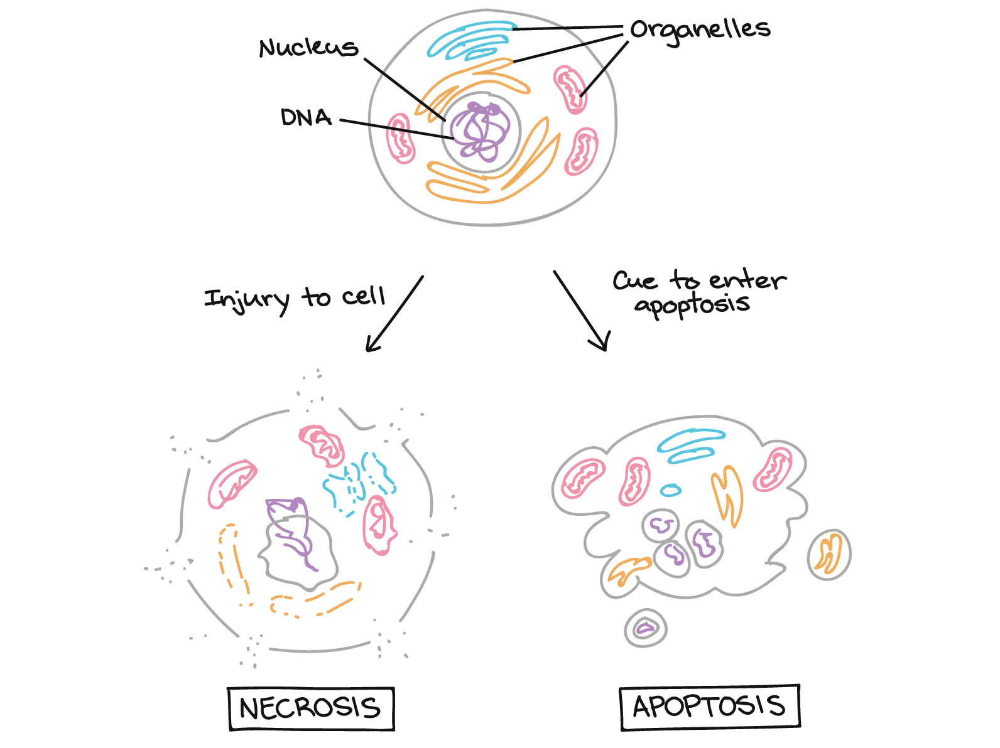 Organelles
Nucleus
DNA
Injury to cell
Cue to enter
apoptosis
NECROSIS
APOPTOSIS